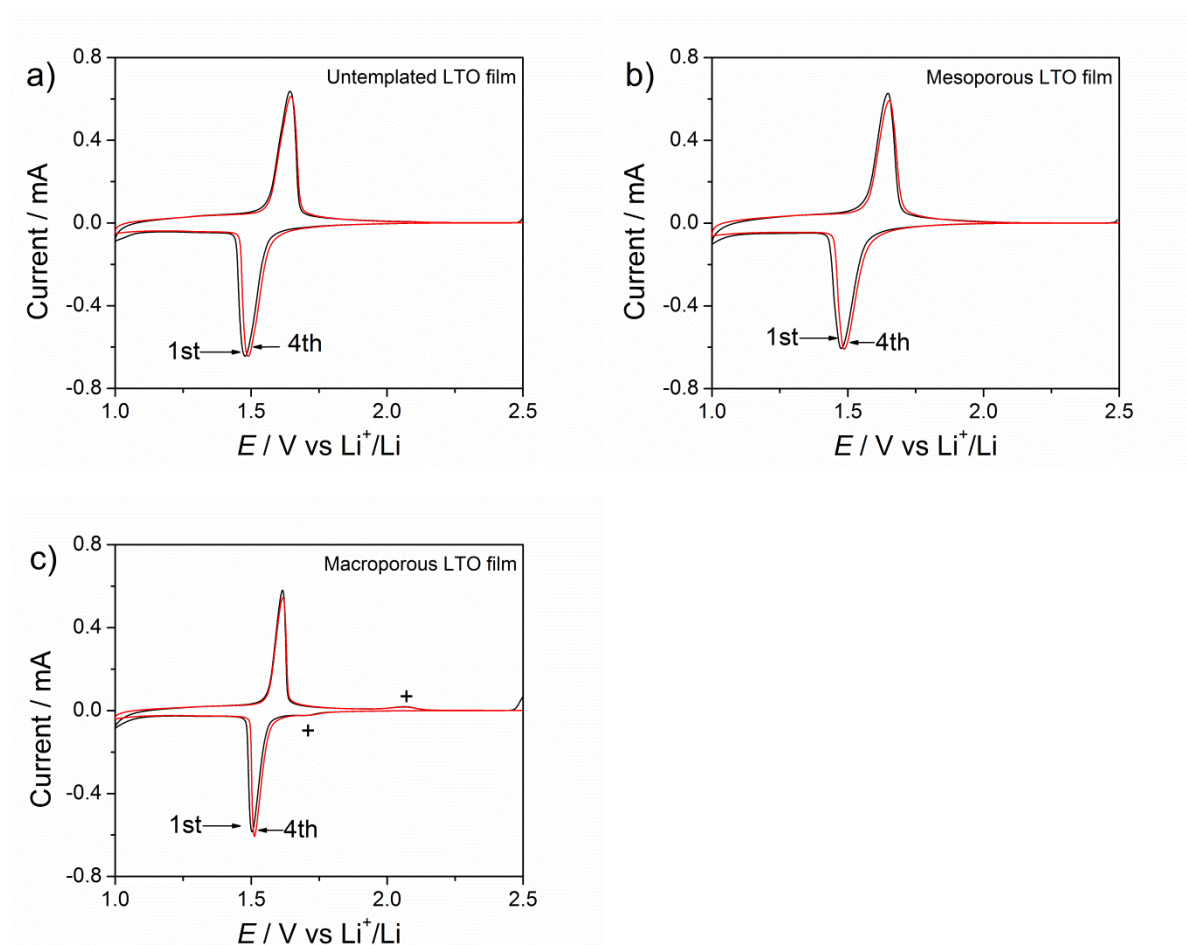 a)
Untemplated LTO film
0.8
0.4
0.0
-0.4
-0.8
Current / mA
1st
4th
1.0 1.5 2.0 2.5
E / V vs Li⁺/Li
b)
Mesoporous LTO film
0.8
0.4
0.0
-0.4
-0.8
Current / mA
1st
4th
1.0 1.5 2.0 2.5
E / V vs Li⁺/Li
c)
Macroporous LTO film
0.8
0.4
0.0
-0.4
-0.8
Current / mA
+
+
1st
4th
1.0 1.5 2.0 2.5
E / V vs Li⁺/Li